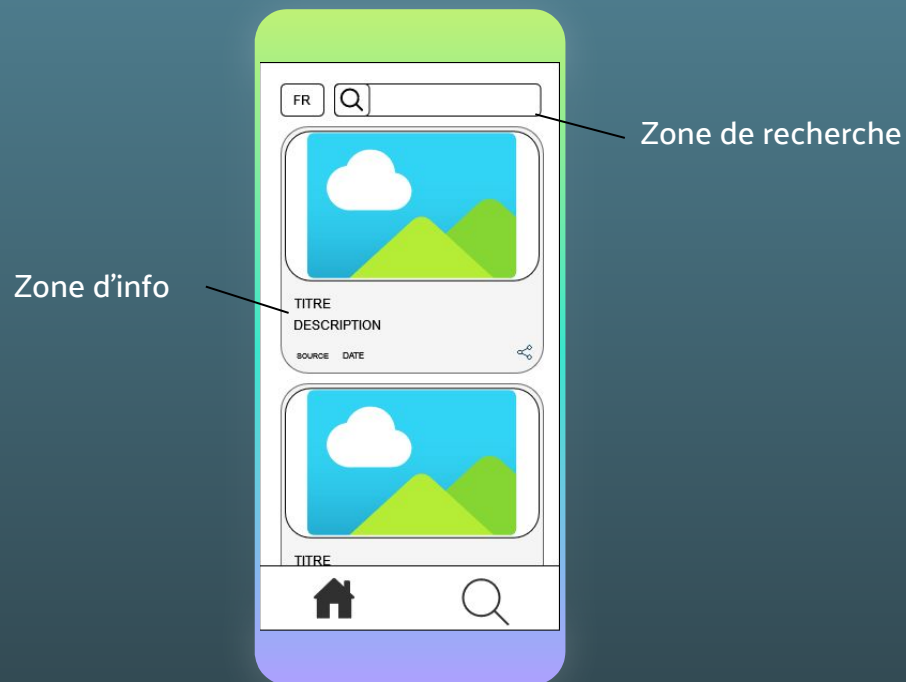 FR
Zone de recherche
Zone d'info
TITRE
DESCRIPTION
SOURCE DATE
TITRE